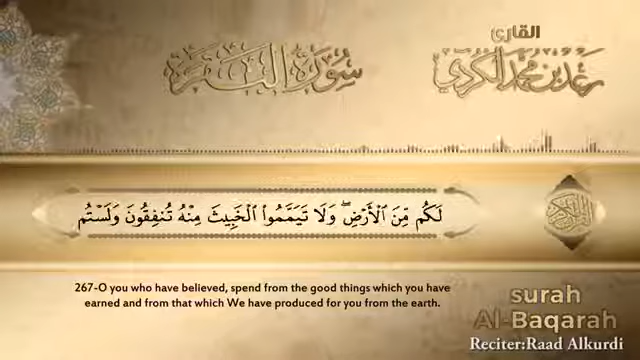 القارئ
سورة البقرة
رعد بن محمد الكردي
لَكُم مِّنَ ٱلْأَرْضِ ۖ وَلَا تَيَمَّمُوا۟ ٱلْخَبِيثَ مِنْهُ تُنفِقُونَ وَلَسْتُم
267-O you who have believed, spend from the good things which you have
earned and from that which We have produced for you from the earth.
surah
Al-Baqarah
Reciter:Raad Alkurdi